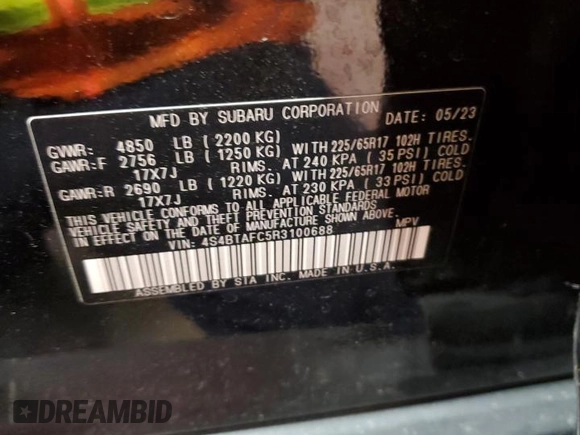 MFD BY SUBARU CORPORATION DATE: 05/23
GVWR: 4850 LB ( 2200 KG)
GAWR:F 2756 LB ( 1250 KG) WITH 225/65R17 102H TIRES.
17X7J RIMS. AT 240 KPA ( 35 PSI) COLD
GAWR:R 2690 LB ( 1220 KG) WITH 225/65R17 102H TIRES.
17X7J RIMS. AT 230 KPA ( 33 PSI) COLD
THIS VEHICLE CONFORMS TO ALL APPLICABLE FEDERAL MOTOR
VEHICLE SAFETY AND THEFT PREVENTION STANDARDS
IN EFFECT ON THE DATE OF MANUFACTURE SHOWN ABOVE.
VIN: 4S4BTAFC5R3100688 MPV
ASSEMBLED BY SIA INC. MADE IN U.S.A.
DREAMBID